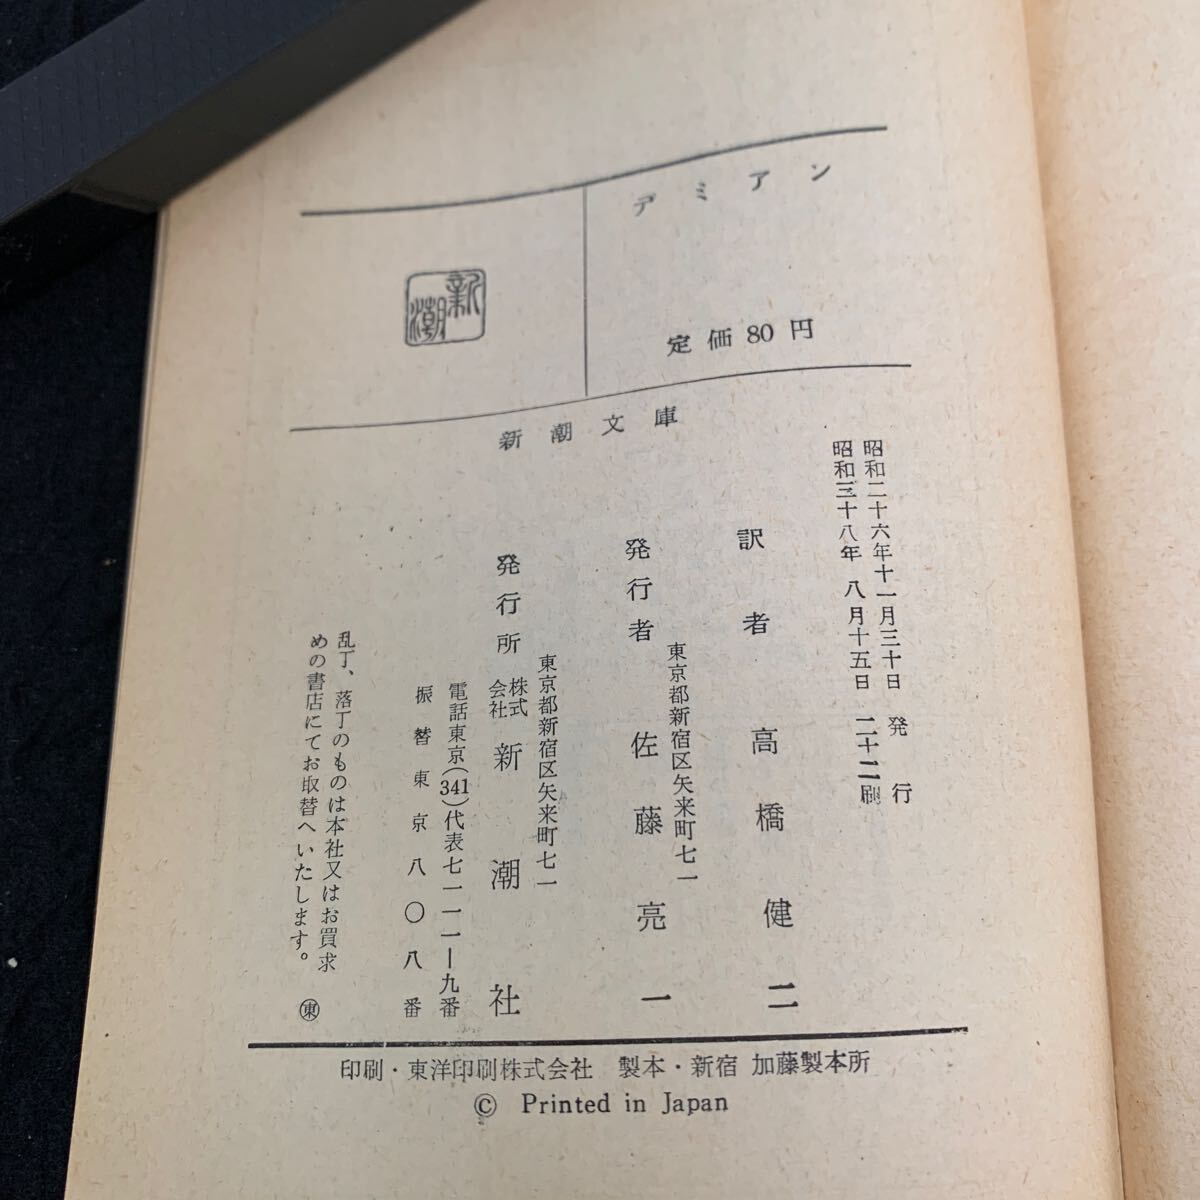 デミアン
定価80円
新潮
新潮文庫
昭和二十六年十一月三十日 発行
昭和三十八年 八月十五日 二十二刷
訳者 高橋健二
東京都新宿区矢来町七一
発行者 佐藤亮一
東京都新宿区矢来町七一
発行所 株式会社 新潮社
電話東京(341)代表七一一一―九番
振替東京八〇八番
乱丁、落丁のものは本社又はお買求
めの書店にてお取替へいたします。
東
印刷・東洋印刷株式会社 製本・新宿 加藤製本所
© Printed in Japan